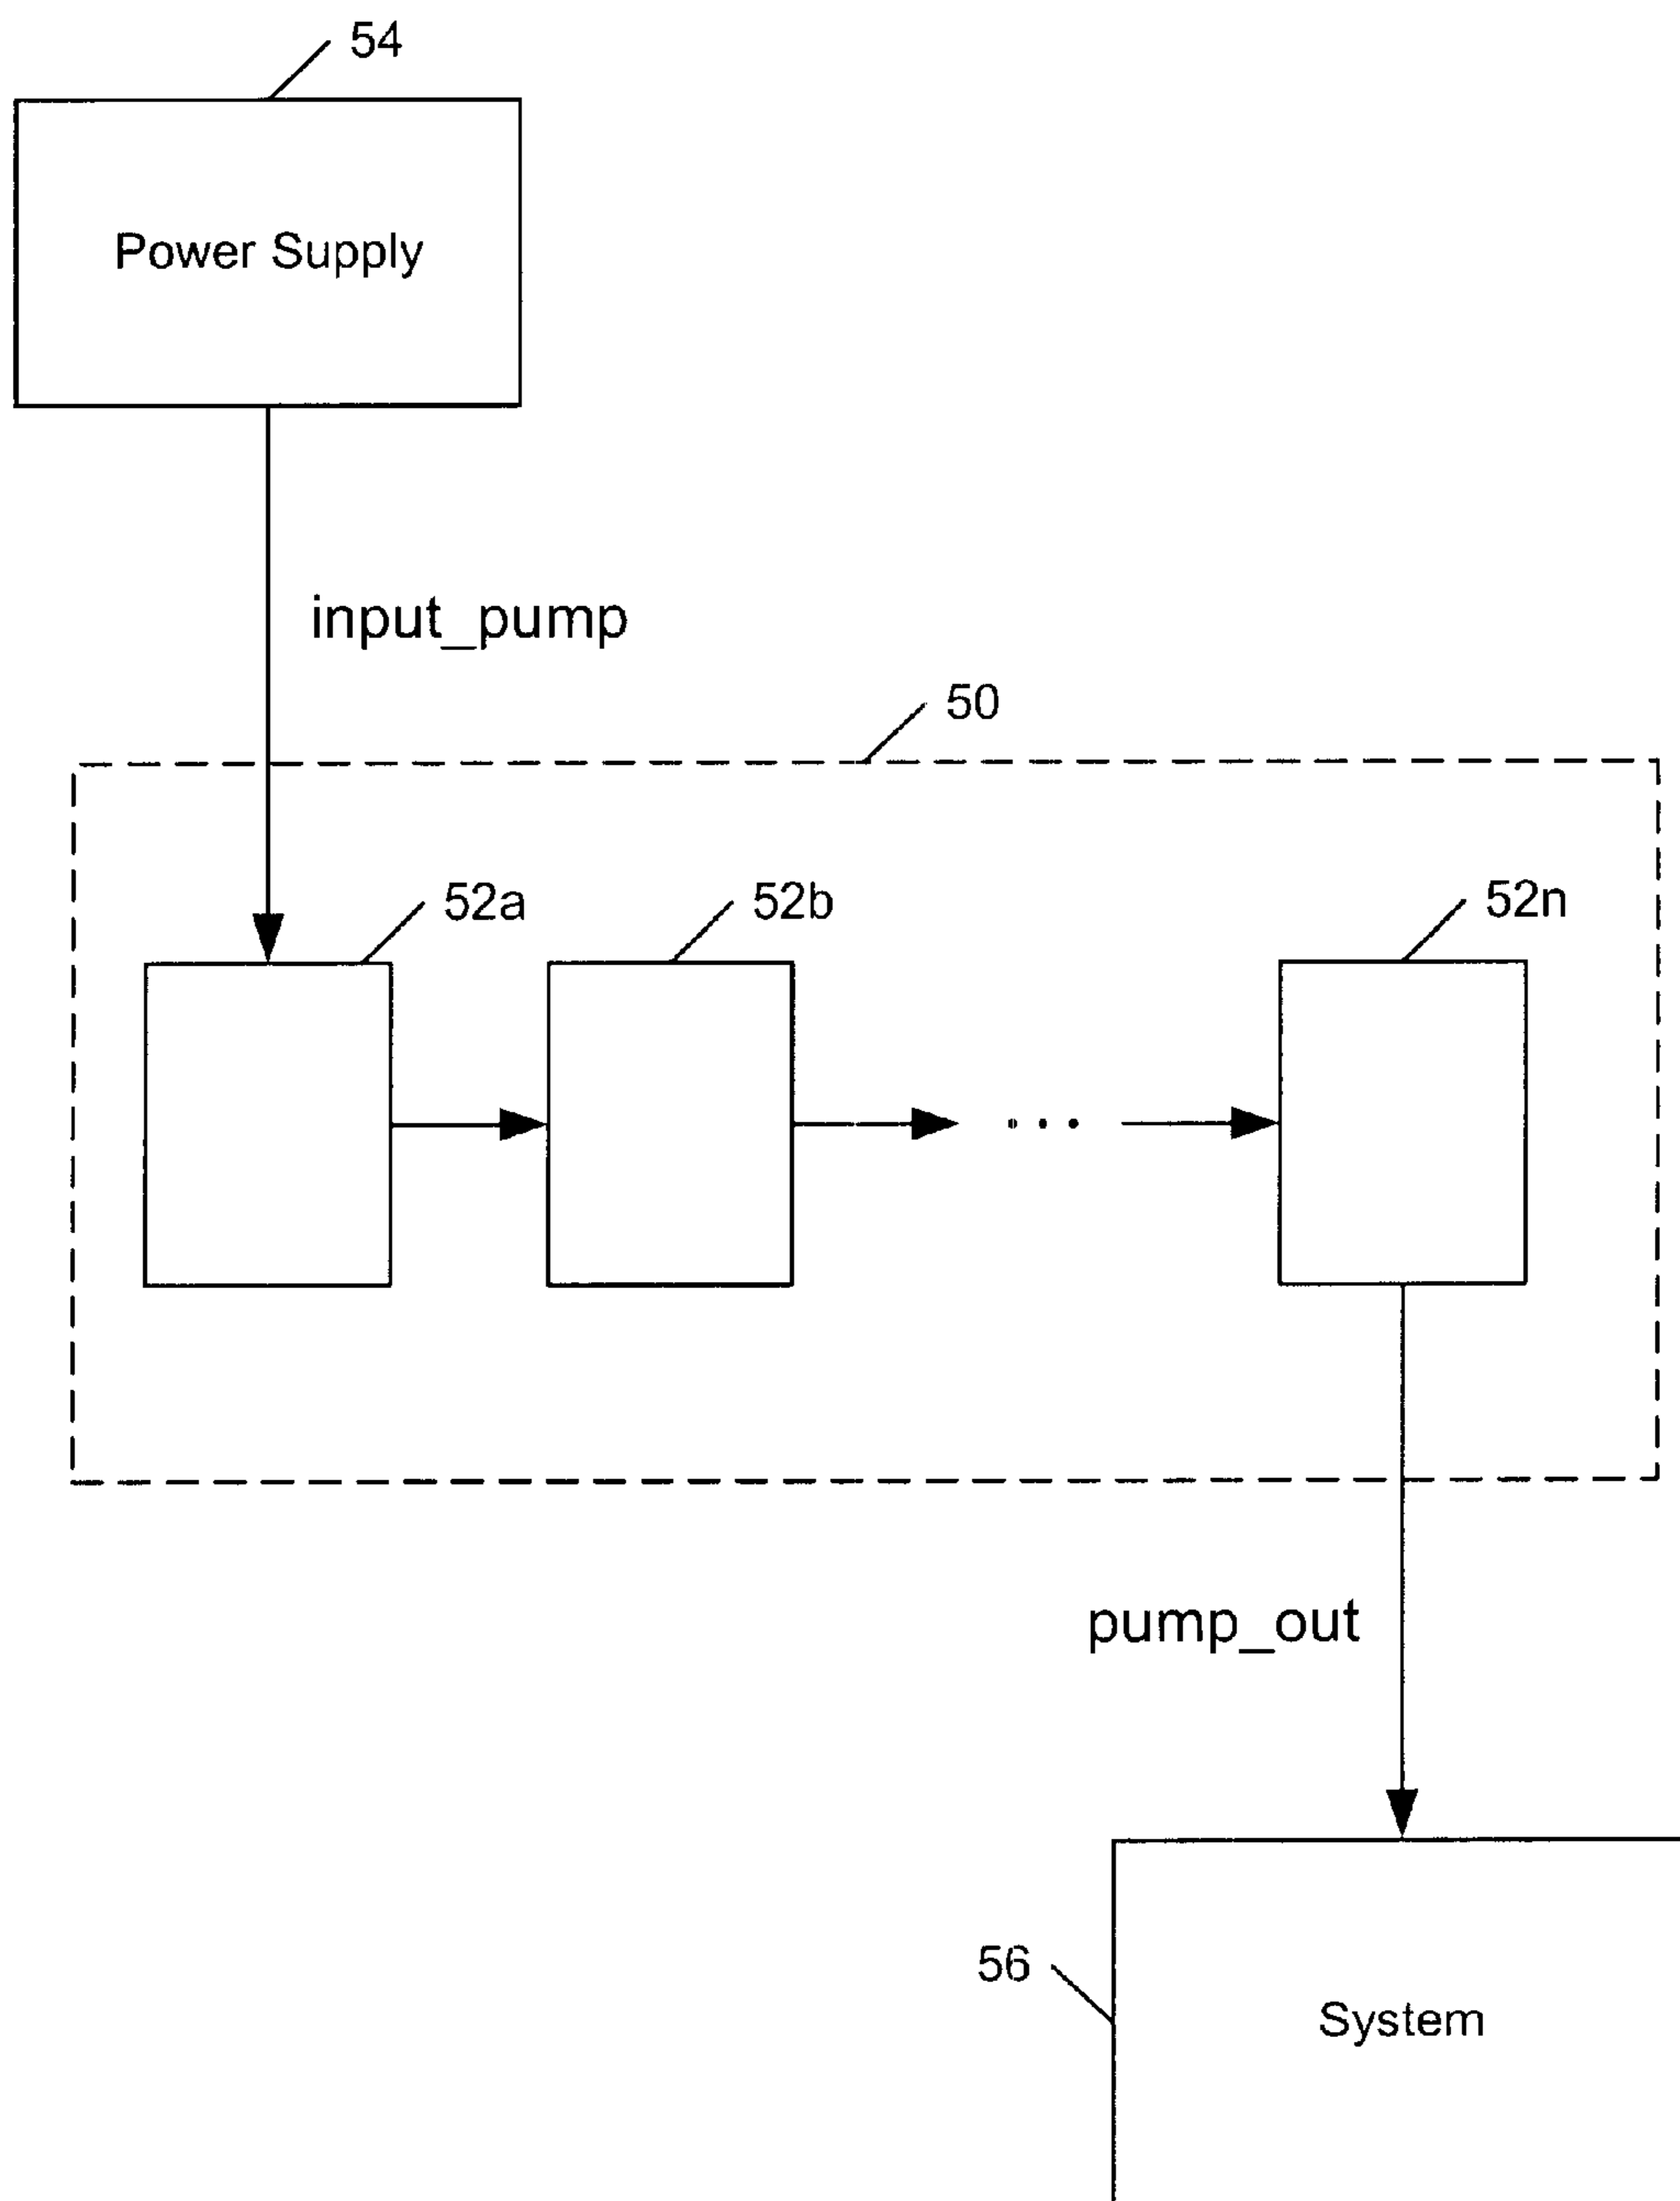 54
Power Supply
input_pump
50
52a
52b
52n
. . .
pump_out
56
System